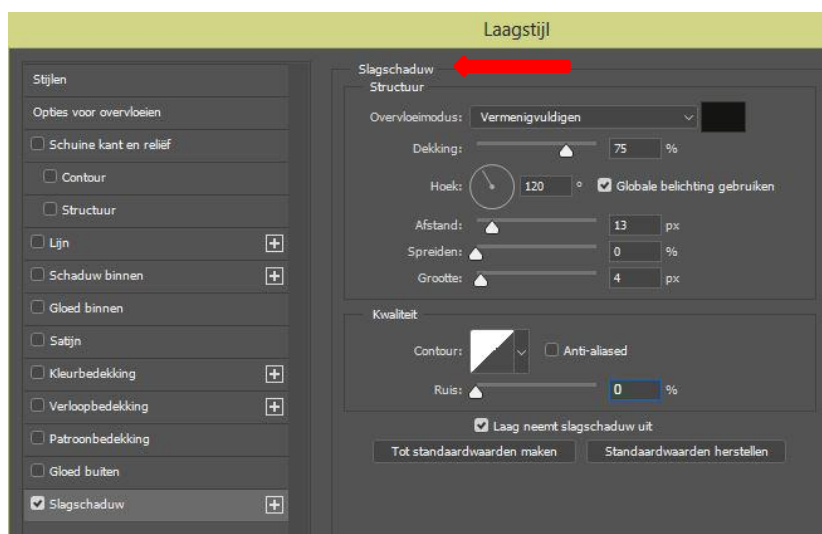 Laagstijl
Stijlen
Opties voor overvloeien
Schuine kant en reliëf
Contour
Structuur
Lijn
Schaduw binnen
Gloed binnen
Satijn
Kleurbedekking
Verloopbedekking
Patroonbedekking
Gloed buiten
Slagschaduw
Slagschaduw
Structuur
Overvloeimodus: Vermenigvuldigen
Dekking: 75 %
Hoek: 120 ° Globale belichting gebruiken
Afstand: 13 px
Spreiden: 0 %
Grootte: 4 px
Kwaliteit
Contour: Anti-aliased
Ruis: 0 %
Laag neemt slagschaduw uit
Tot standaardwaarden maken Standaardwaarden herstellen